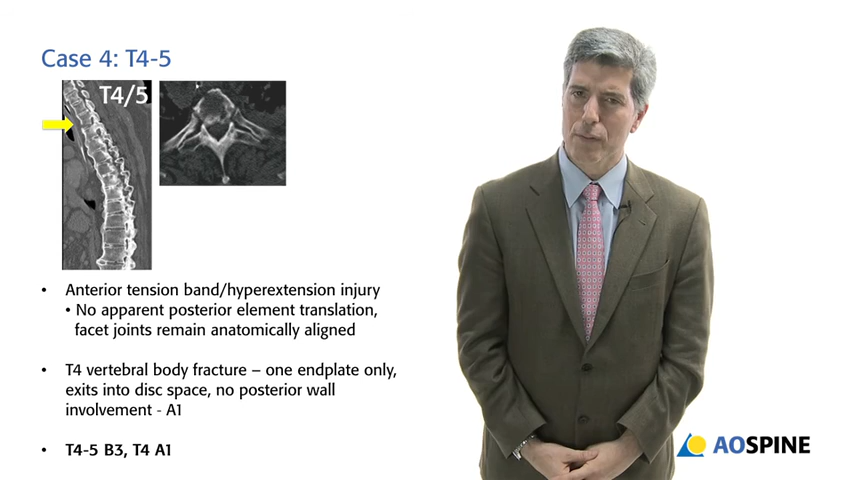 Case 4: T4-5
T4/5
• Anterior tension band/hyperextension injury
• No apparent posterior element translation,
facet joints remain anatomically aligned
• T4 vertebral body fracture – one endplate only,
exits into disc space, no posterior wall
involvement - A1
• T4-5 B3, T4 A1
AOSPINE